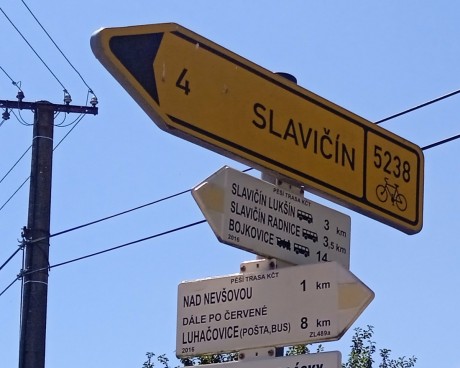 4 SLAVIČÍN 5238
PĚŠÍ TRASA KČT
SLAVIČÍN LUKŠÍN 3 km
SLAVIČÍN RADNICE 3,5 km
BOJKOVICE 14
2016
PĚŠÍ TRASA KČT
NAD NEVŠOVOU 1 km
DÁLE PO ČERVENÉ
LUHAČOVICE (POŠTA,BUS) 8 km
2016 ZL489a